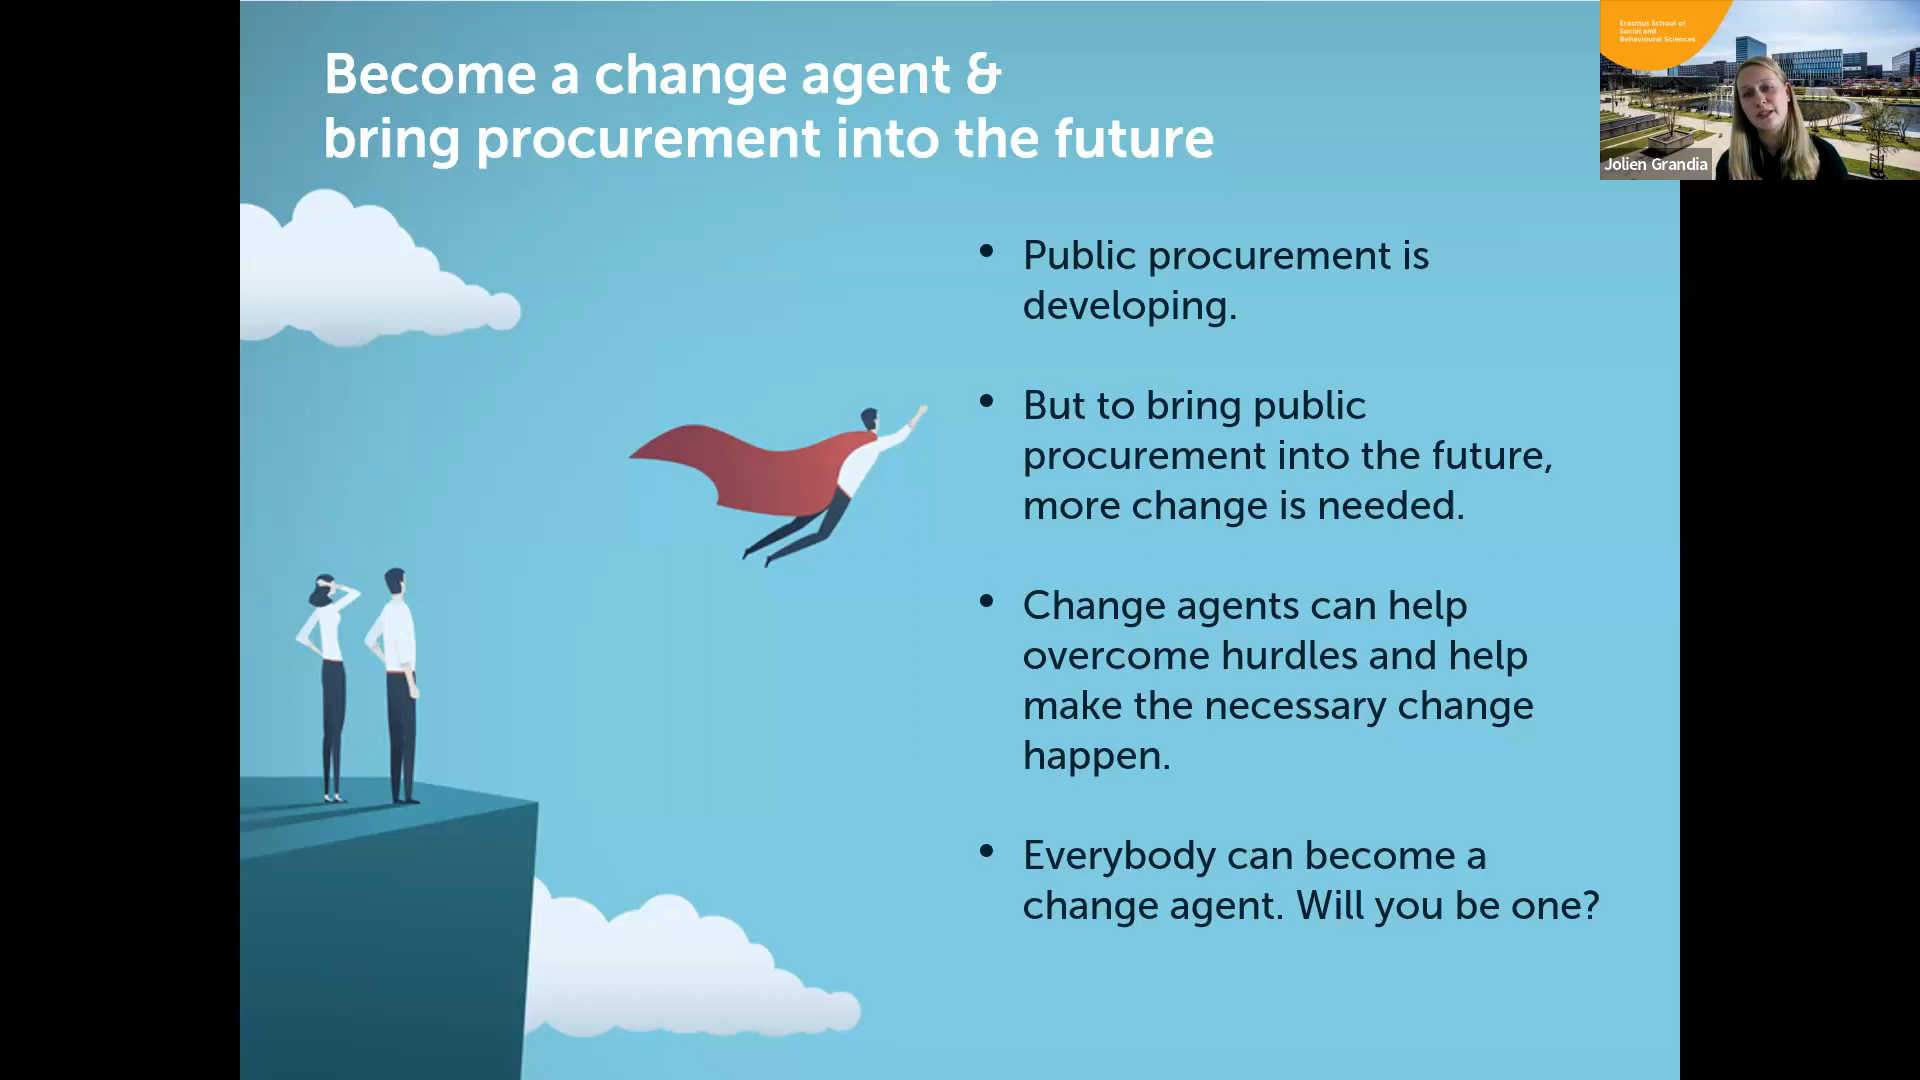 Become a change agent &
bring procurement into the future
Erasmus School of
Social and
Behavioural Sciences
Jolien Grandia
• Public procurement is
developing.
• But to bring public
procurement into the future,
more change is needed.
• Change agents can help
overcome hurdles and help
make the necessary change
happen.
• Everybody can become a
change agent. Will you be one?